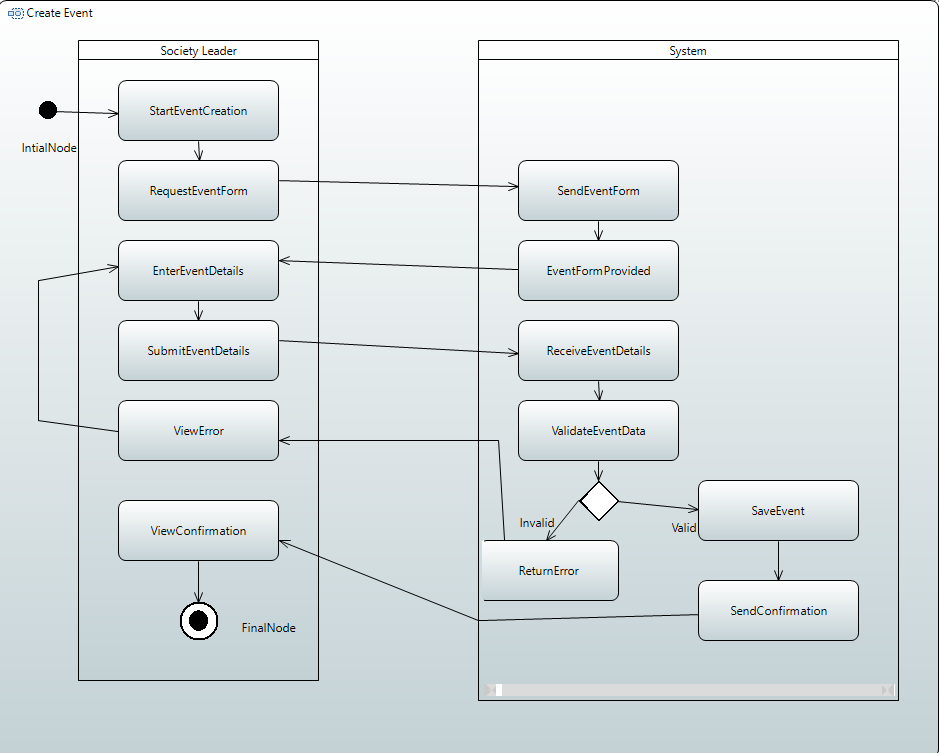 Create Event
Society Leader
System
StartEventCreation
IntialNode
RequestEventForm
SendEventForm
EnterEventDetails
EventFormProvided
SubmitEventDetails
ReceiveEventDetails
ViewError
ValidateEventData
Invalid
Valid
SaveEvent
ViewConfirmation
ReturnError
SendConfirmation
FinalNode